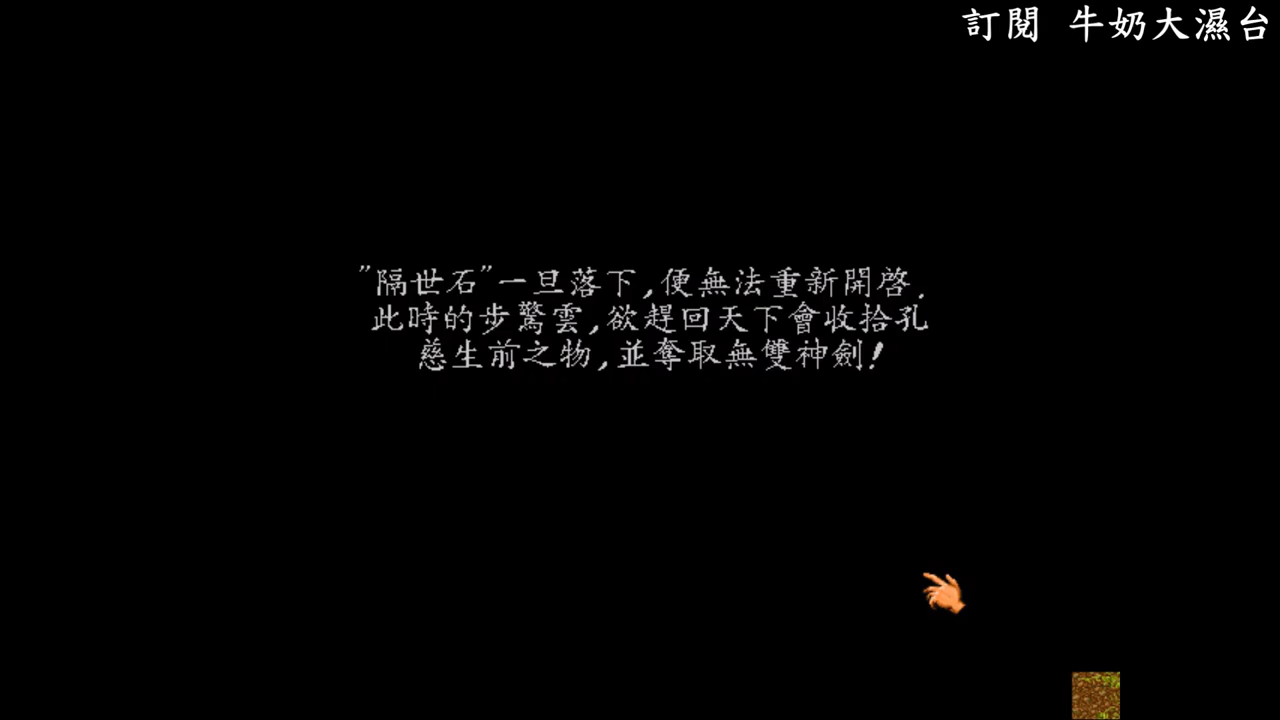 訂閱 牛奶大濕台
"隔世石"一旦落下,便無法重新開啓.
此時的步驚雲,欲趕回天下會收拾孔
慈生前之物,並奪取無雙神劍!